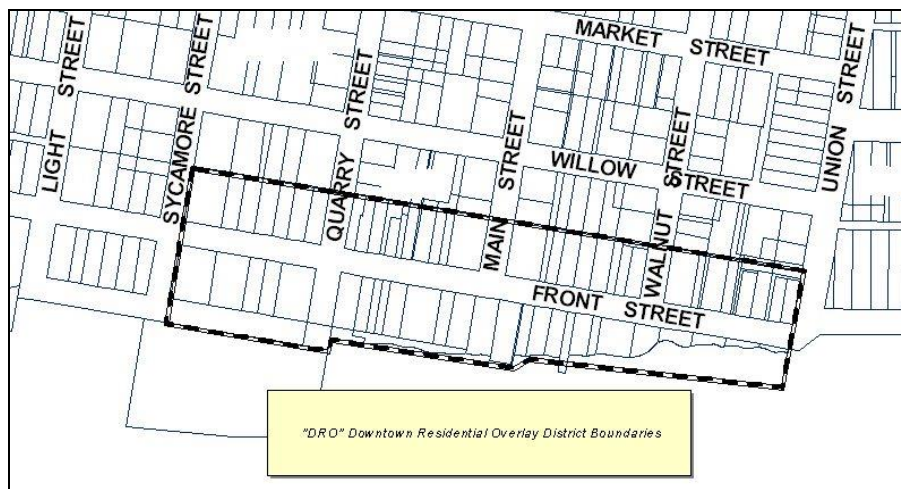 MARKET STREET
LIGHT STREET
SYCAMORE STREET
QUARRY STREET
MAIN STREET
WILLOW STREET
WALNUT STREET
UNION STREET
FRONT STREET
"DRO" Downtown Residential Overlay District Boundaries